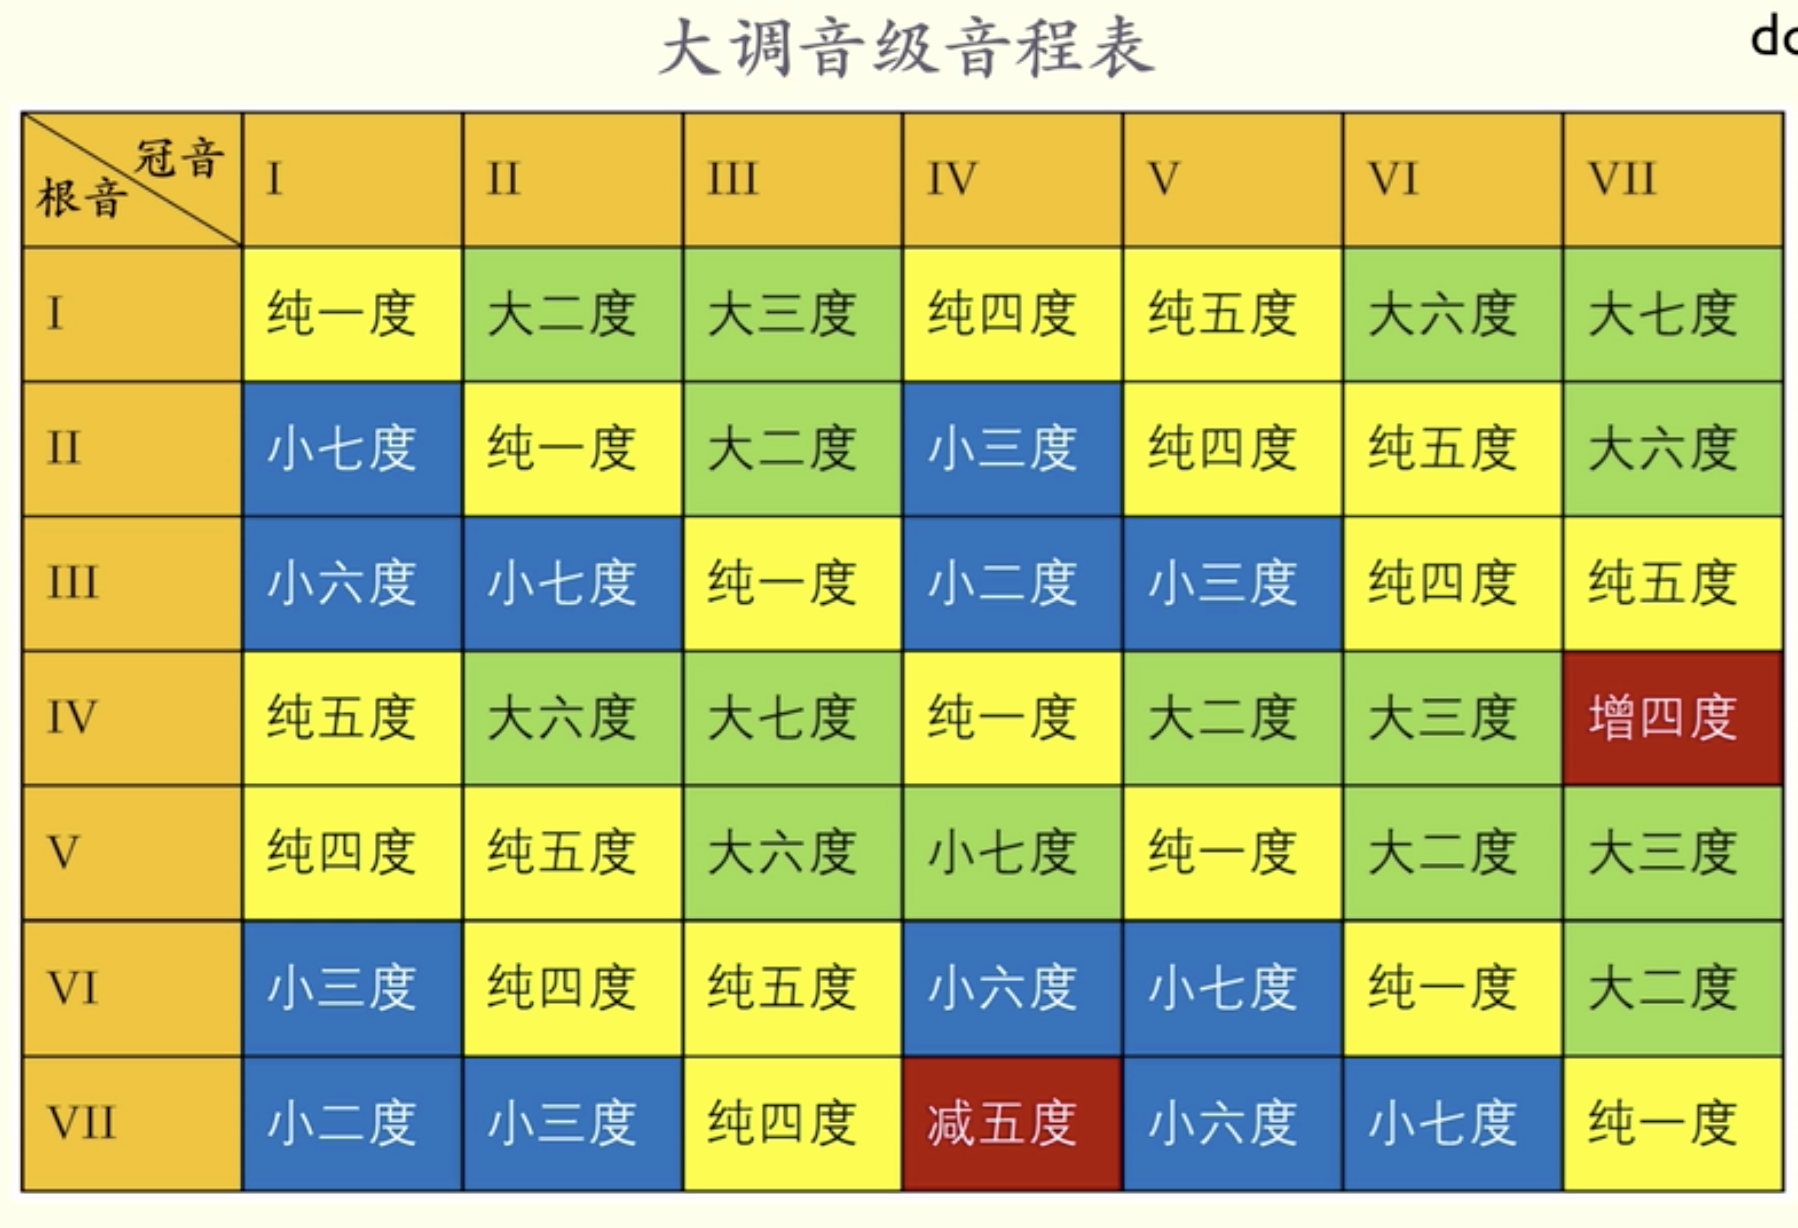 大调音级音程表
do
冠音
根音
I II III IV V VI VII
I 纯一度 大二度 大三度 纯四度 纯五度 大六度 大七度
II 小七度 纯一度 大二度 小三度 纯四度 纯五度 大六度
III 小六度 小七度 纯一度 小二度 小三度 纯四度 纯五度
IV 纯五度 大六度 大七度 纯一度 大二度 大三度 增四度
V 纯四度 纯五度 大六度 小七度 纯一度 大二度 大三度
VI 小三度 纯四度 纯五度 小六度 小七度 纯一度 大二度
VII 小二度 小三度 纯四度 减五度 小六度 小七度 纯一度